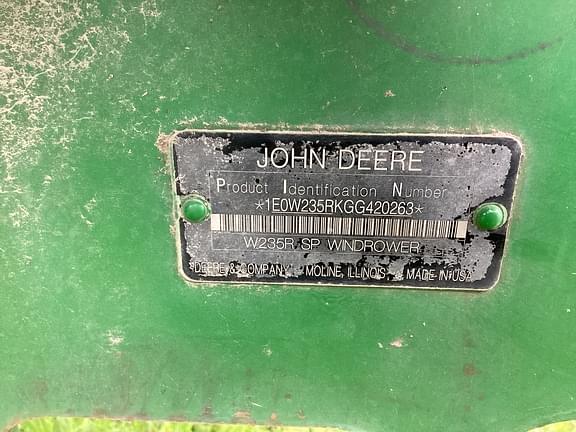 JOHN DEERE
Product Identification Number
*1E0W235RKGG420263*
W235R SP WINDROWER
DEERE & COMPANY MOLINE, ILLINOIS MADE IN USA